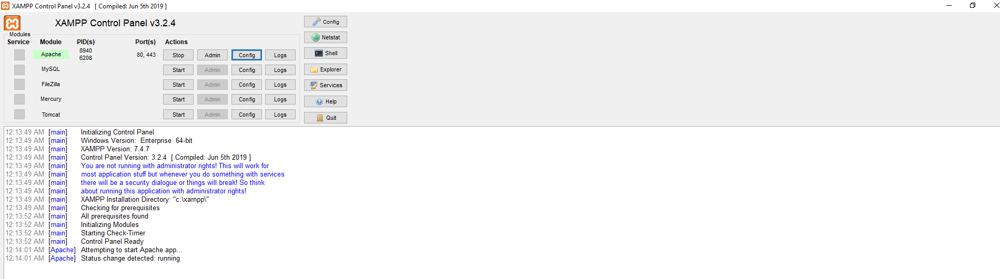 XAMPP Control Panel v3.2.4 [ Compiled: Jun 5th 2019 ]
XAMPP Control Panel v3.2.4
Modules
Service Module PID(s) Port(s) Actions
Apache 8940 6208 80, 443 Stop Admin Config Logs
MySQL Start Admin Config Logs
FileZilla Start Admin Config Logs
Mercury Start Admin Config Logs
Tomcat Start Admin Config Logs
Config
Netstat
Shell
Explorer
Services
Help
Quit
12:13:49 AM [main] Initializing Control Panel
12:13:49 AM [main] Windows Version: Enterprise 64-bit
12:13:49 AM [main] XAMPP Version: 7.4.7
12:13:49 AM [main] Control Panel Version: 3.2.4 [ Compiled: Jun 5th 2019 ]
12:13:49 AM [main] You are not running with administrator rights! This will work for
12:13:49 AM [main] most application stuff but whenever you do something with services
12:13:49 AM [main] there will be a security dialogue or things will break! So think
12:13:49 AM [main] about running this application with administrator rights!
12:13:49 AM [main] XAMPP Installation Directory: "c:\xampp\"
12:13:49 AM [main] Checking for prerequisites
12:13:52 AM [main] All prerequisites found
12:13:52 AM [main] Initializing Modules
12:13:52 AM [main] Starting Check-Timer
12:13:52 AM [main] Control Panel Ready
12:14:01 AM [Apache] Attempting to start Apache app...
12:14:01 AM [Apache] Status change detected: running